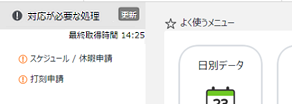 対応が必要な処理 更新
最終取得時間 14:25
スケジュール / 休暇申請
打刻申請
よく使うメニュー
日別データ
23